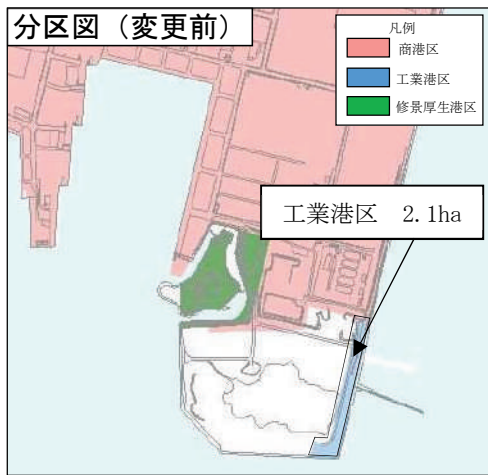 分区図（変更前）
凡例
商港区
工業港区
修景厚生港区
工業港区　2.1ha